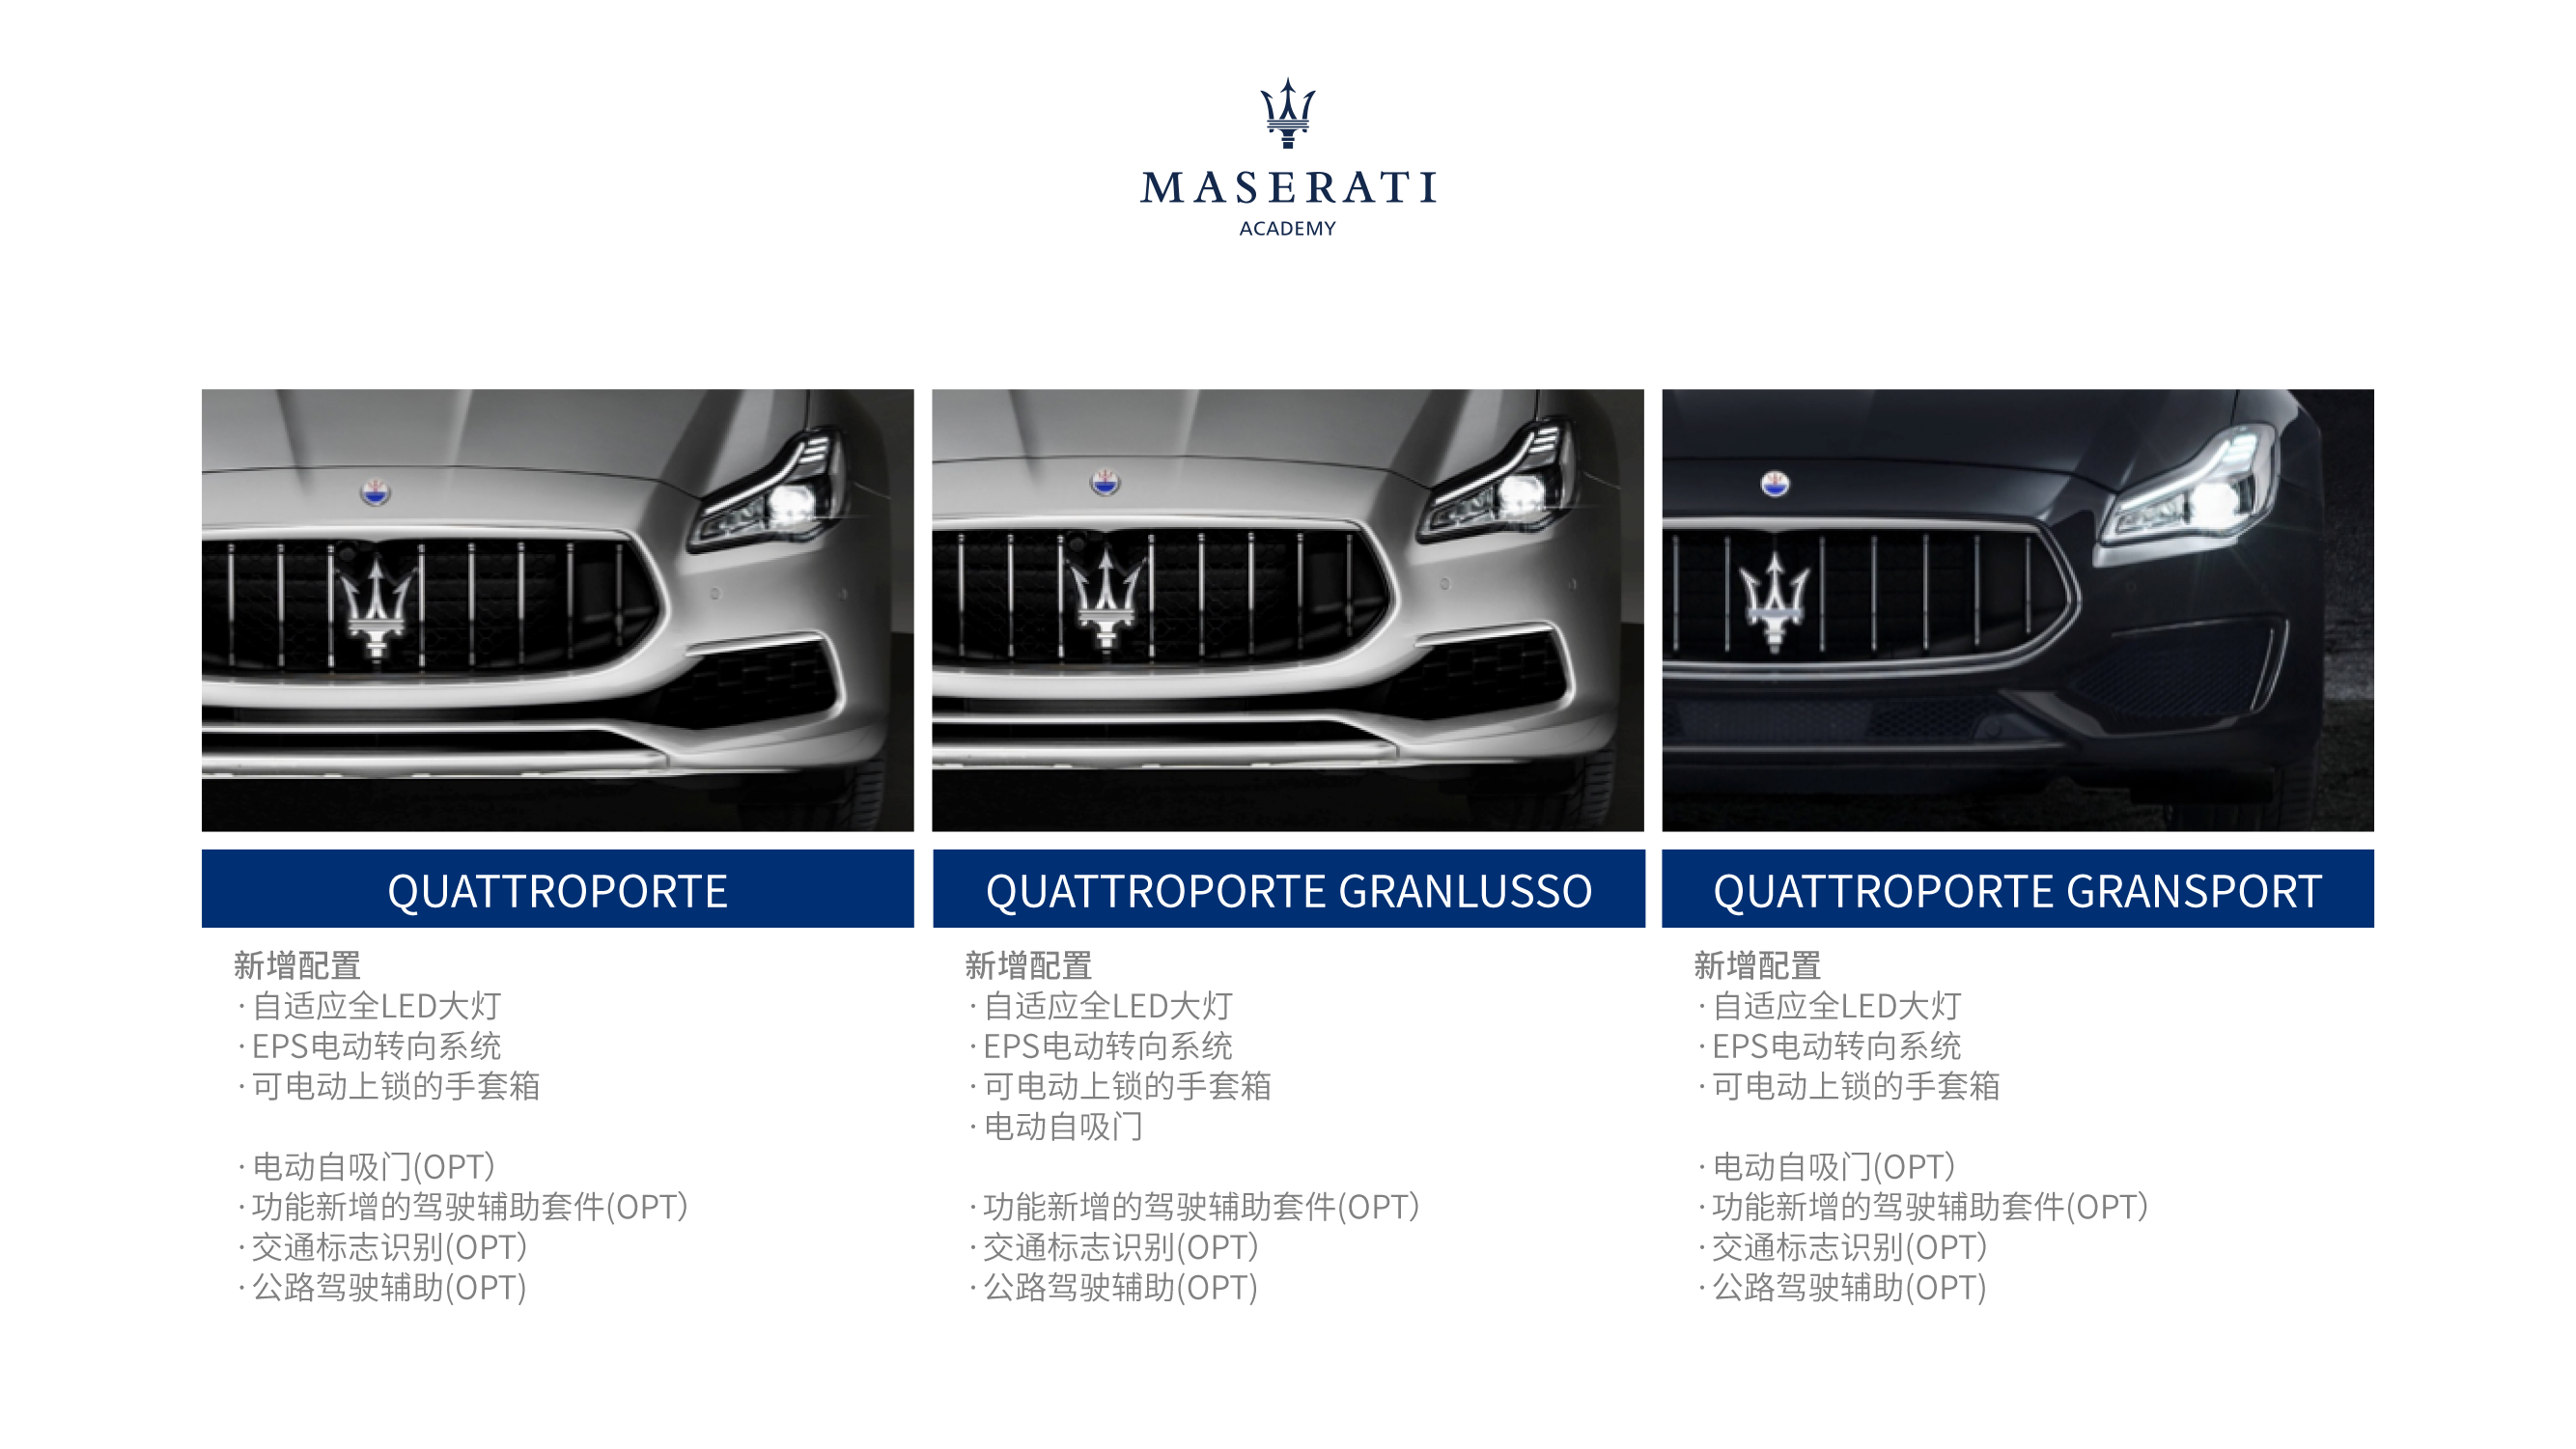 MASERATI
ACADEMY
QUATTROPORTE
新增配置
· 自适应全LED大灯
· EPS电动转向系统
· 可电动上锁的手套箱
· 电动自吸门(OPT）
· 功能新增的驾驶辅助套件(OPT）
· 交通标志识别(OPT）
· 公路驾驶辅助(OPT)
QUATTROPORTE GRANLUSSO
新增配置
· 自适应全LED大灯
· EPS电动转向系统
· 可电动上锁的手套箱
· 电动自吸门
· 功能新增的驾驶辅助套件(OPT）
· 交通标志识别(OPT）
· 公路驾驶辅助(OPT)
QUATTROPORTE GRANSPORT
新增配置
· 自适应全LED大灯
· EPS电动转向系统
· 可电动上锁的手套箱
· 电动自吸门(OPT）
· 功能新增的驾驶辅助套件(OPT）
· 交通标志识别(OPT）
· 公路驾驶辅助(OPT)